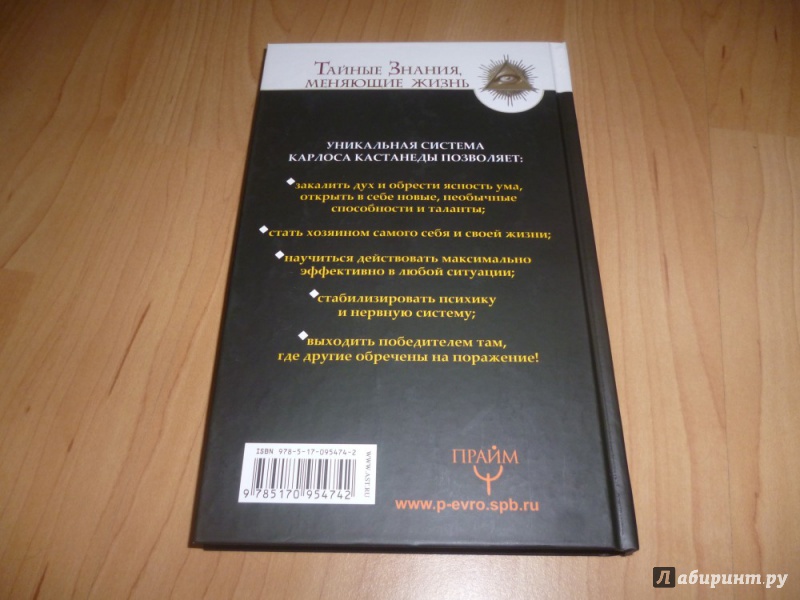 Тайные Знания,
меняющие жизнь
УНИКАЛЬНАЯ СИСТЕМА
КАРЛОСА КАСТАНЕДЫ ПОЗВОЛЯЕТ:
закалить дух и обрести ясность ума,
открыть в себе новые, необычные
способности и таланты;
стать хозяином самого себя и своей жизни;
научиться действовать максимально
эффективно в любой ситуации;
стабилизировать психику
и нервную систему;
выходить победителем там,
где другие обречены на поражение!
ISBN 978-5-17-095474-2
9 785170 954742
WWW.AST.RU
ПРАЙМ
www.p-evro.spb.ru
Лабиринт.ру